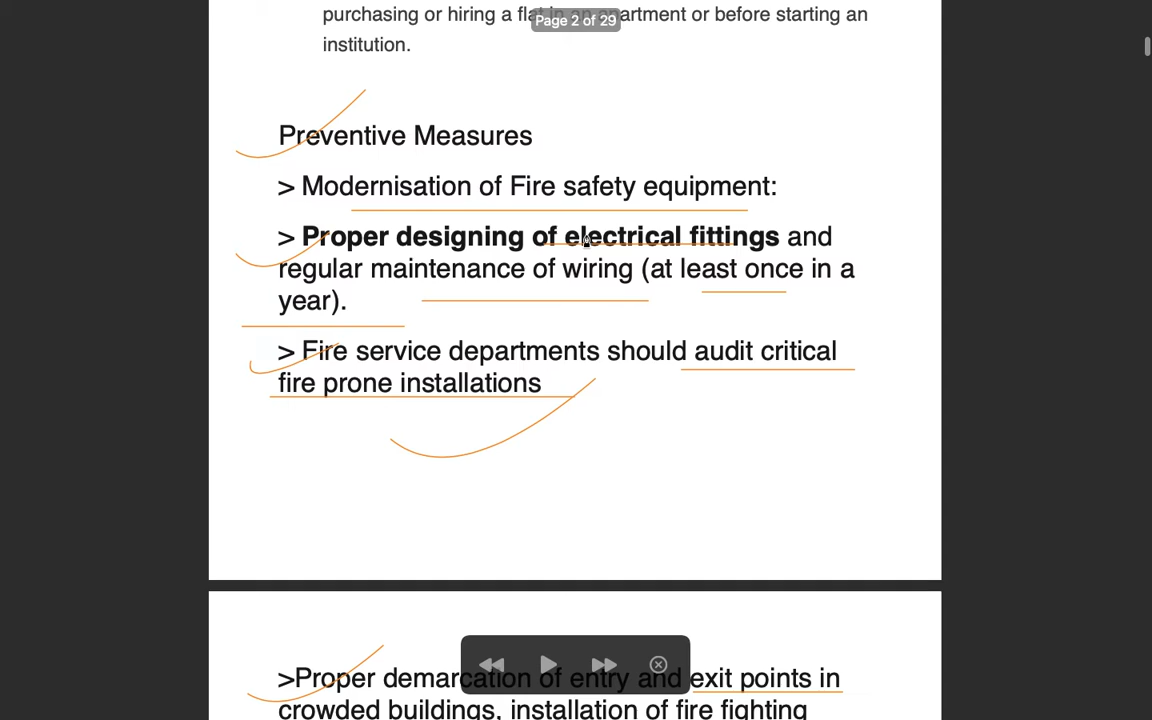 purchasing or hiring a flat in an apartment or before starting an
Page 2 of 29
institution.
Preventive Measures
> Modernisation of Fire safety equipment:
> Proper designing of electrical fittings and
regular maintenance of wiring (at least once in a
year).
> Fire service departments should audit critical
fire prone installations
>Proper demarcation of entry and exit points in
crowded buildings, installation of fire fighting